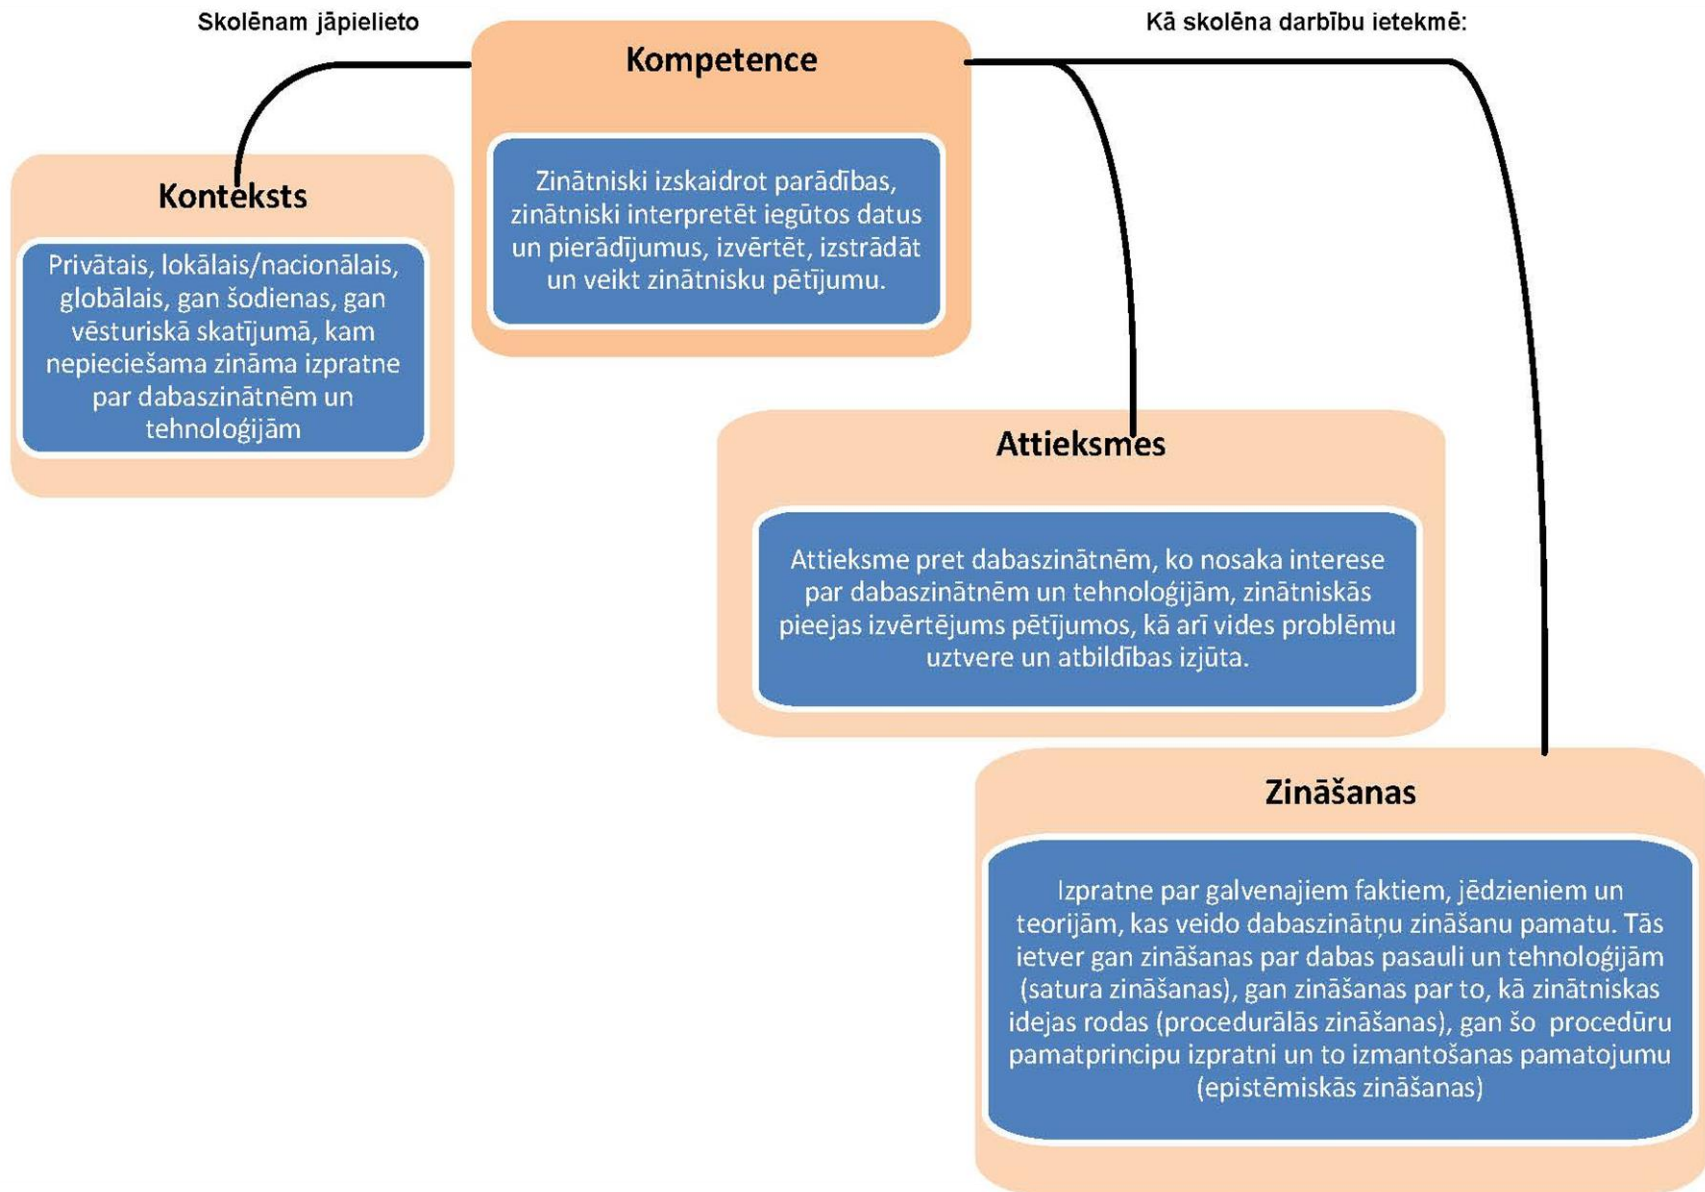 Skolēnam jāpielieto
Kā skolēna darbību ietekmē:
Kompetence
Zinātniski izskaidrot parādības,
zinātniski interpretēt iegūtos datus
un pierādījumus, izvērtēt, izstrādāt
un veikt zinātnisku pētījumu.
Konteksts
Privātais, lokālais/nacionālais,
globālais, gan šodienas, gan
vēsturiskā skatījumā, kam
nepieciešama zināma izpratne
par dabaszinātnēm un
tehnoloģijām
Attieksmes
Attieksme pret dabaszinātnēm, ko nosaka interese
par dabaszinātnēm un tehnoloģijām, zinātniskās
pieejas izvērtējums pētījumos, kā arī vides problēmu
uztvere un atbildības izjūta.
Zināšanas
Izpratne par galvenajiem faktiem, jēdzieniem un
teorijām, kas veido dabaszinātņu zināšanu pamatu. Tās
ietver gan zināšanas par dabas pasauli un tehnoloģijām
(satura zināšanas), gan zināšanas par to, kā zinātniskas
idejas rodas (procedurālās zināšanas), gan šo procedūru
pamatprincipu izpratni un to izmantošanas pamatojumu
(epistēmiskās zināšanas)